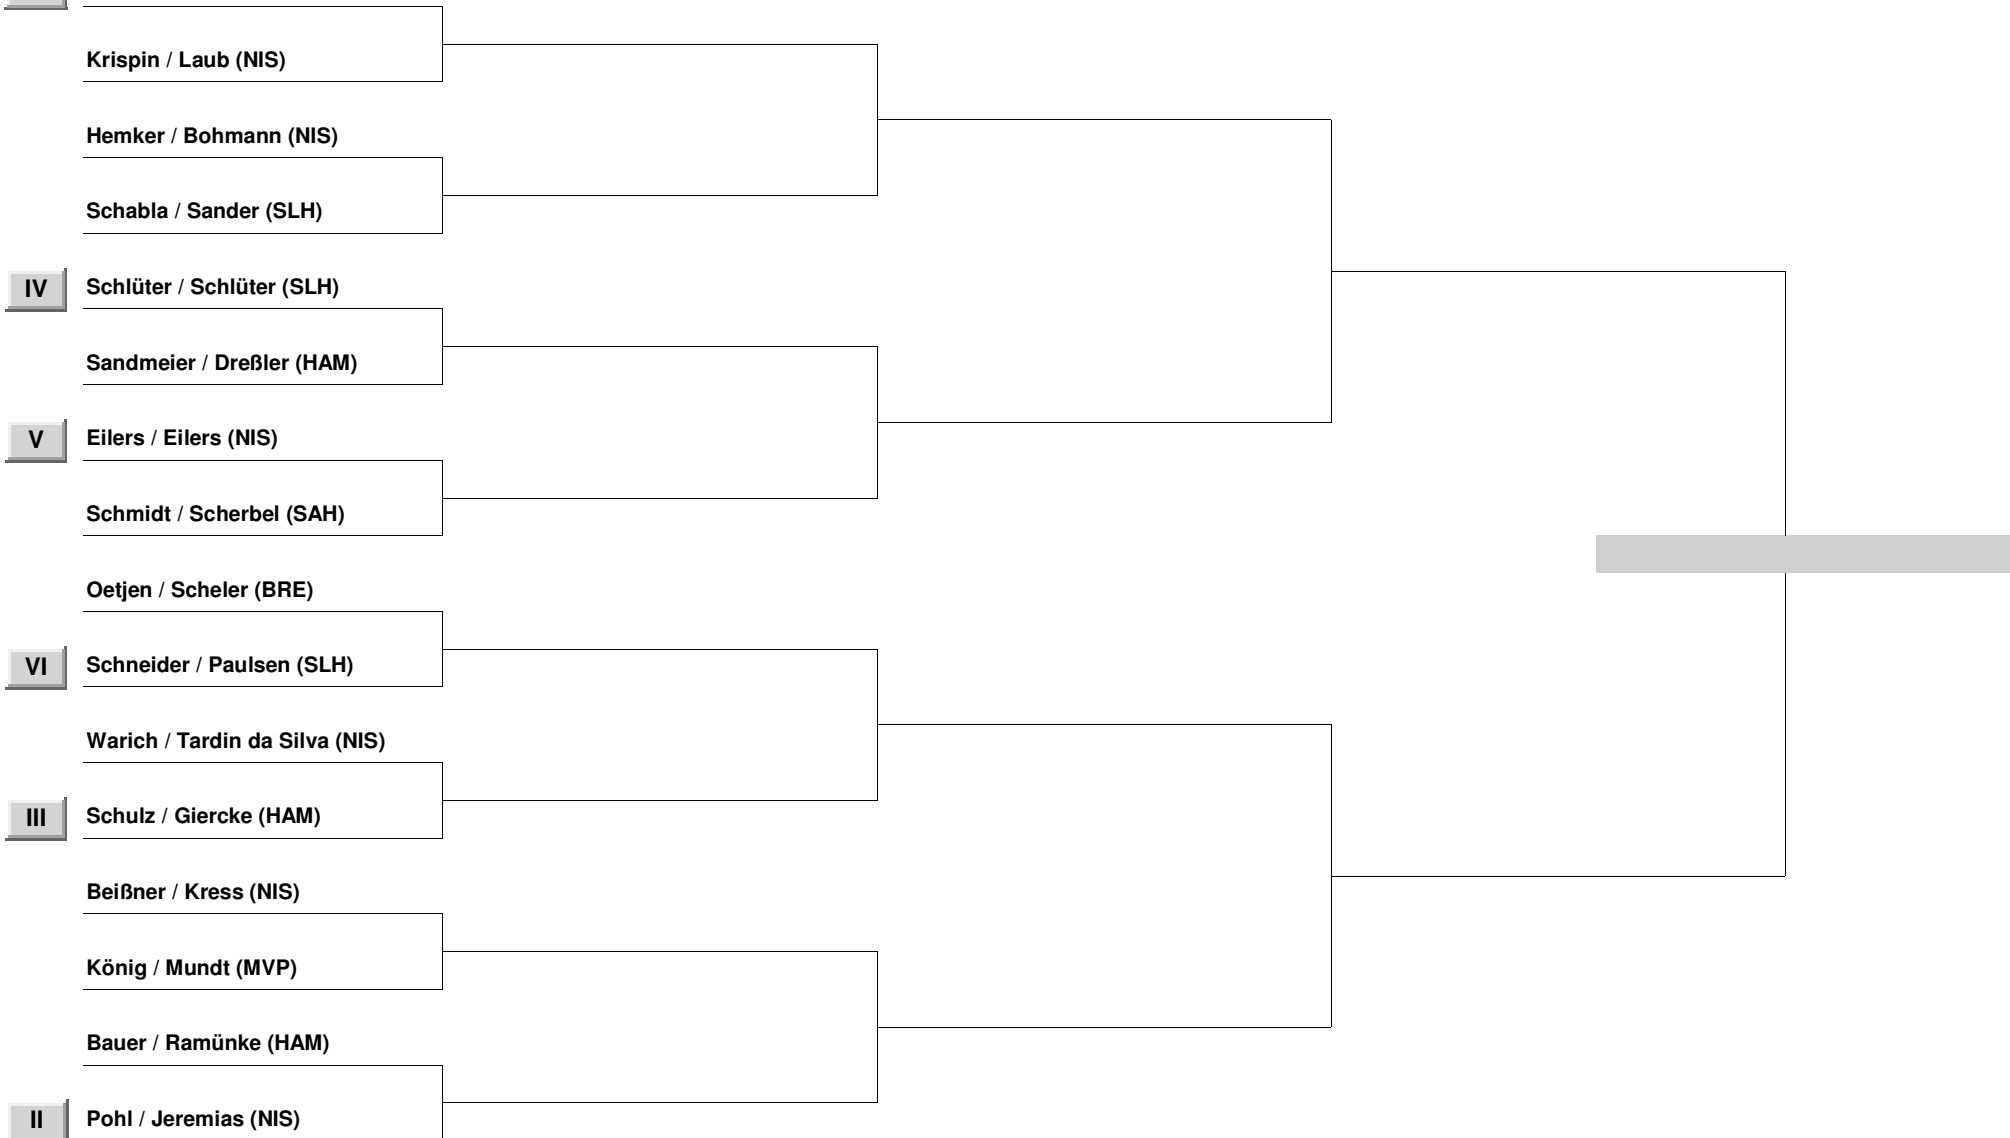 Krispin / Laub (NIS)
Hemker / Bohmann (NIS)
Schabla / Sander (SLH)
IV Schlüter / Schlüter (SLH)
Sandmeier / Dreßler (HAM)
V Eilers / Eilers (NIS)
Schmidt / Scherbel (SAH)
Oetjen / Scheler (BRE)
VI Schneider / Paulsen (SLH)
Warich / Tardin da Silva (NIS)
III Schulz / Giercke (HAM)
Beißner / Kress (NIS)
König / Mundt (MVP)
Bauer / Ramünke (HAM)
II Pohl / Jeremias (NIS)